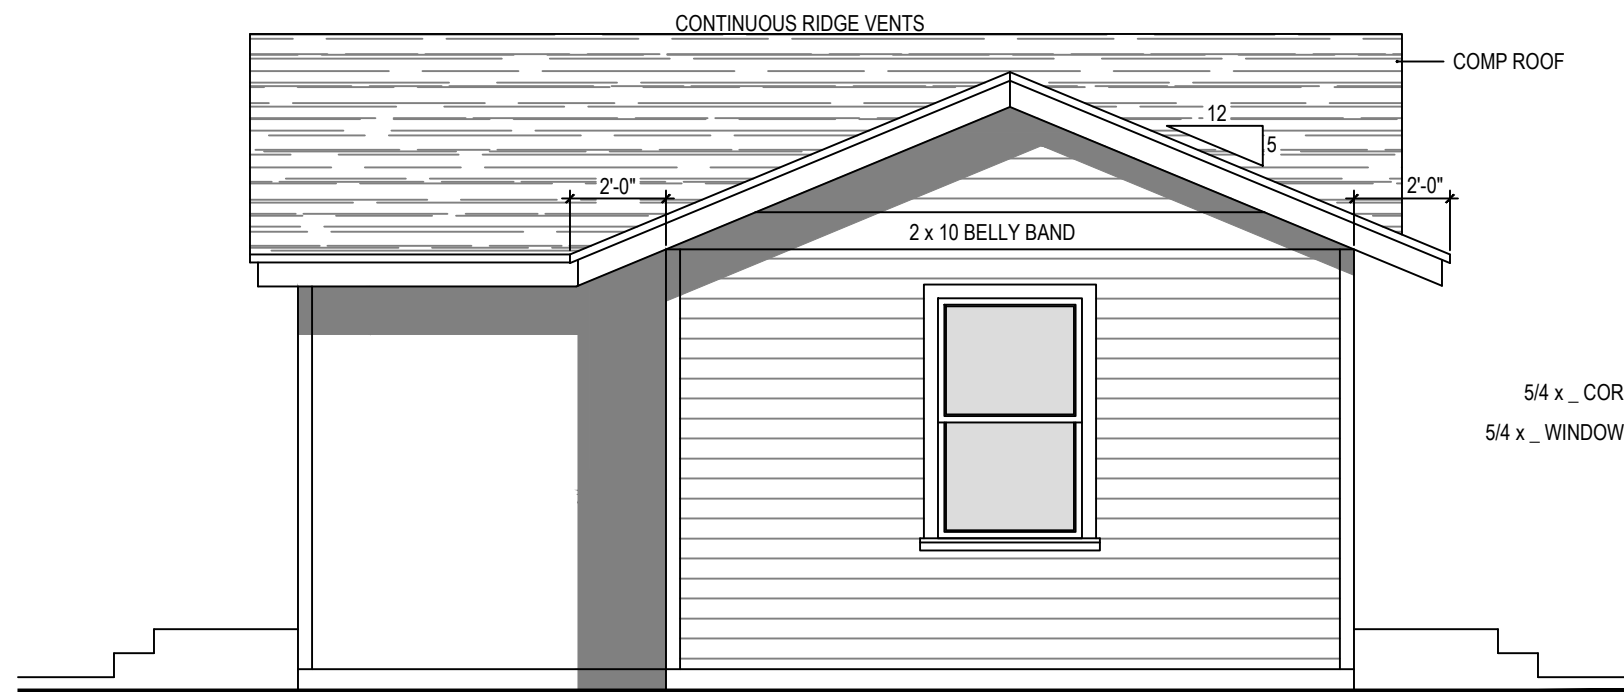 CONTINUOUS RIDGE VENTS
COMP ROOF
12
5
2'-0"
2'-0"
2 x 10 BELLY BAND
5/4 x _ COR
5/4 x _ WINDOW